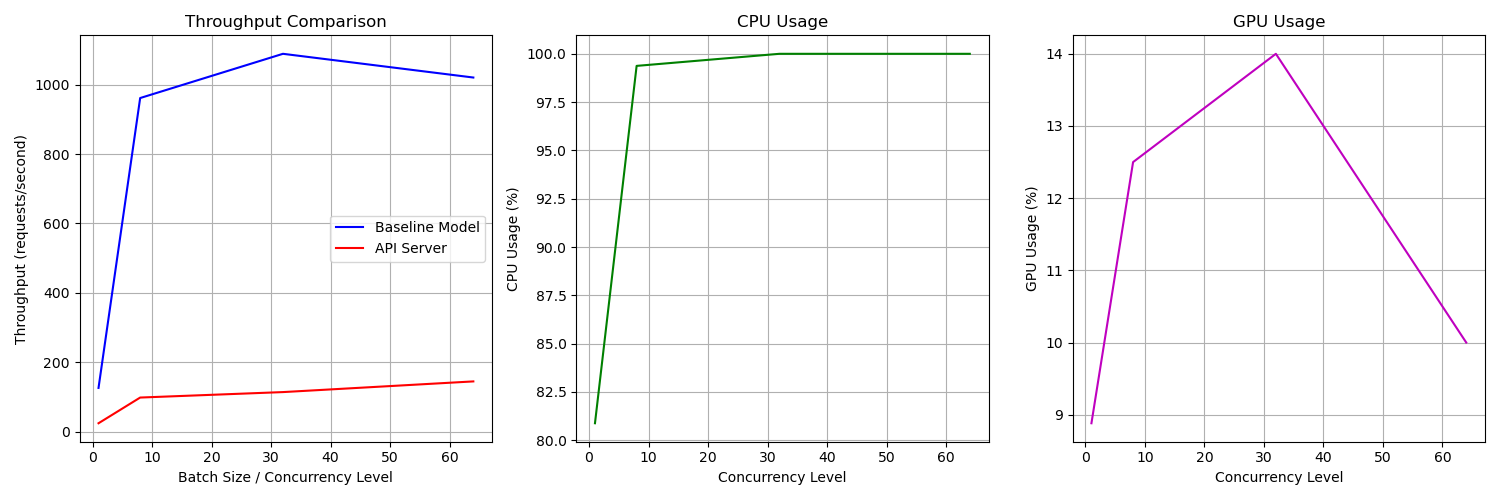 Throughput Comparison
Throughput (requests/second)
1000
800
600
400
200
0
Baseline Model
API Server
0 10 20 30 40 50 60
Batch Size / Concurrency Level
CPU Usage
CPU Usage (%)
100.0
97.5
95.0
92.5
90.0
87.5
85.0
82.5
80.0
0 10 20 30 40 50 60
Concurrency Level
GPU Usage
GPU Usage (%)
14
13
12
11
10
9
0 10 20 30 40 50 60
Concurrency Level